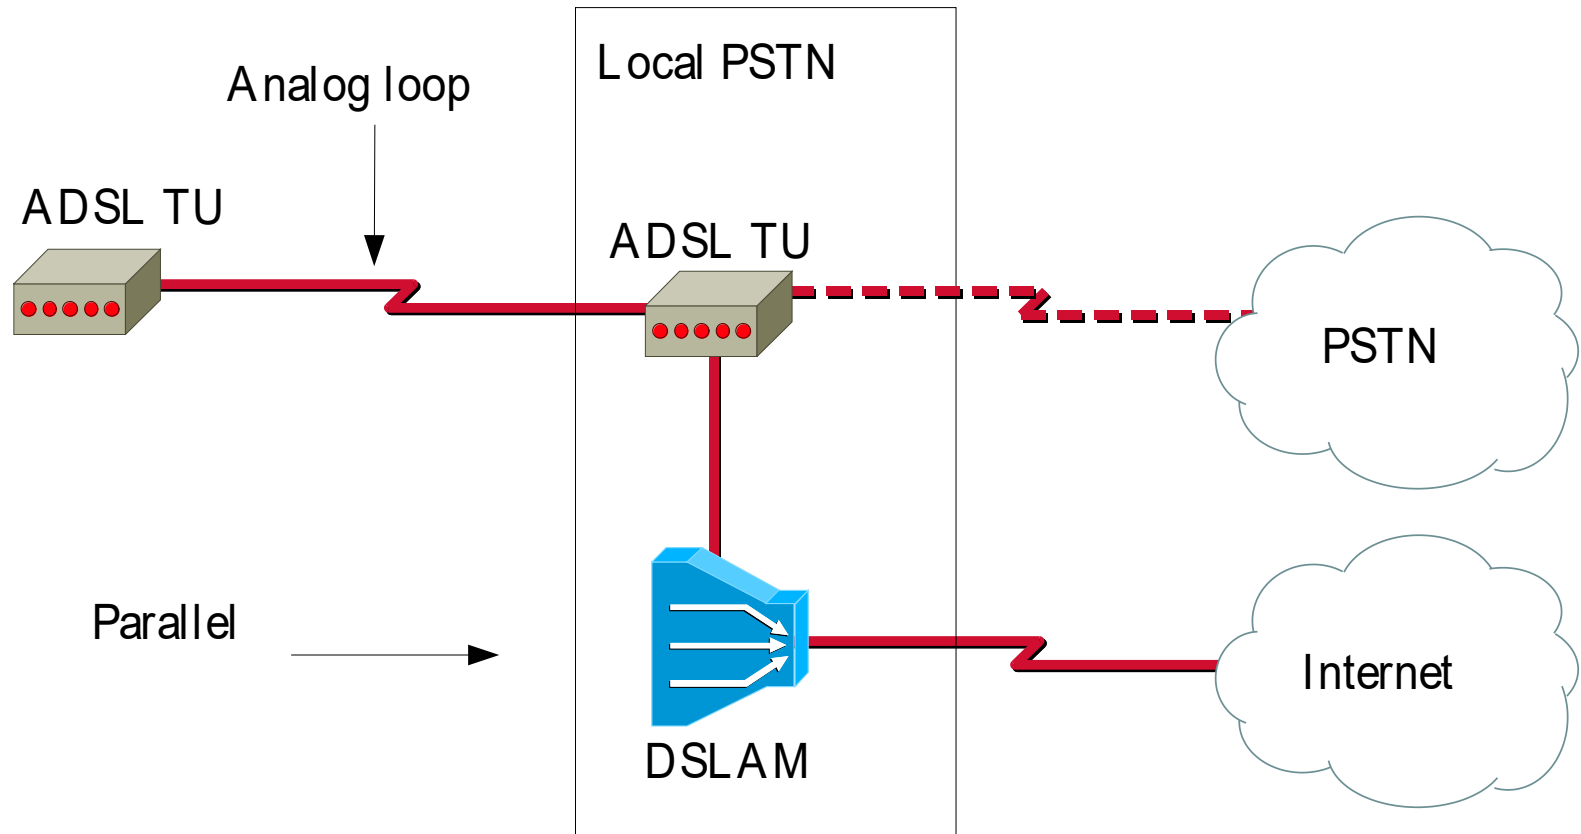 Local PSTN
Analog loop
ADSL TU
ADSL TU
PSTN
Parallel
Internet
DSLAM